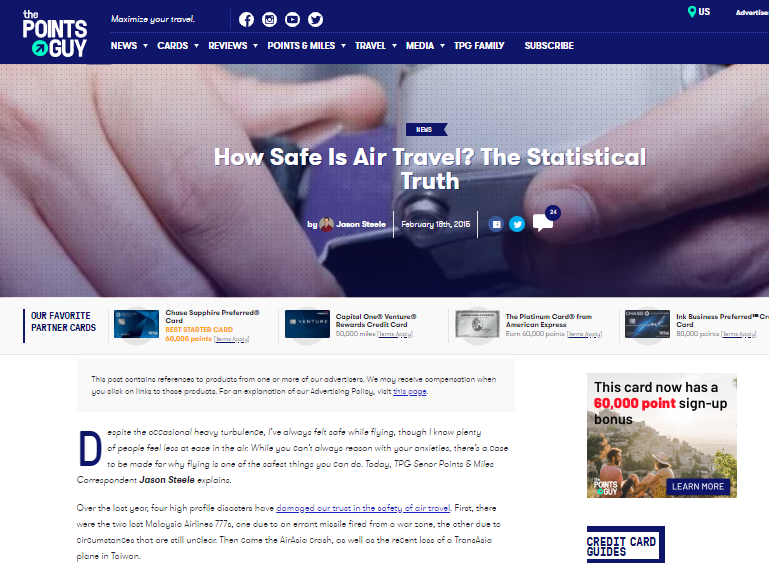 the
POINTS
GUY
Maximize your travel.
US
Advertise
NEWS
CARDS
REVIEWS
POINTS & MILES
TRAVEL
MEDIA
TPG FAMILY
SUBSCRIBE
NEWS
How Safe Is Air Travel? The Statistical
Truth
by Jason Steele
February 18th, 2015
24
OUR FAVORITE
PARTNER CARDS
Chase Sapphire Preferred®
Card
BEST STARTER CARD
60,000 points [Terms Apply]
Capital One® Venture®
Rewards Credit Card
50,000 miles [Terms Apply]
The Platinum Card® from
American Express
Earn 60,000 points [Terms Apply]
Ink Business Preferred℠ Cr
Card
80,000 points [Terms Apply]
This post contains references to products from one or more of our advertisers. We may receive compensation when
you click on links to those products. For an explanation of our Advertising Policy, visit this page.
Despite the occasional heavy turbulence, I've always felt safe while flying, though I know plenty
of people feel less at ease in the air. While you can't always reason with your anxieties, there's a case
to be made for why flying is one of the safest things you can do. Today, TPG Senor Points & Miles
Correspondent Jason Steele explains.
Over the last year, four high profile disasters have damaged our trust in the safety of air travel. First, there
were the two lost Malaysia Airlines 777s, one due to an errant missile fired from a war zone, the other due to
circumstances that are still unclear. Then came the AirAsia crash, as well as the recent loss of a TransAsia
plane in Taiwan.
This card now has a
60,000 point sign-up
bonus
the
POINTS
GUY
LEARN MORE
CREDIT CARD
GUIDES